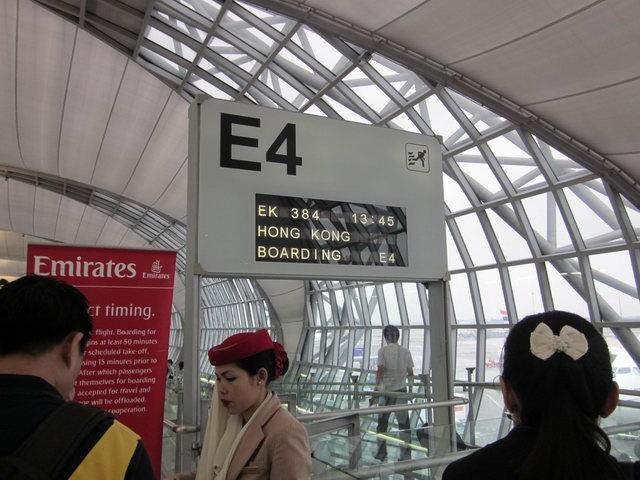 E4
EK 384 13:45
HONG KONG
BOARDING E4
Emirates
Emirates
ct timing.
flight. Boarding for
at least 50 minutes
scheduled take-off,
15 minutes prior to
After which passengers
themselves for boarding
accepted for travel and
will be offloaded.
cooperation.